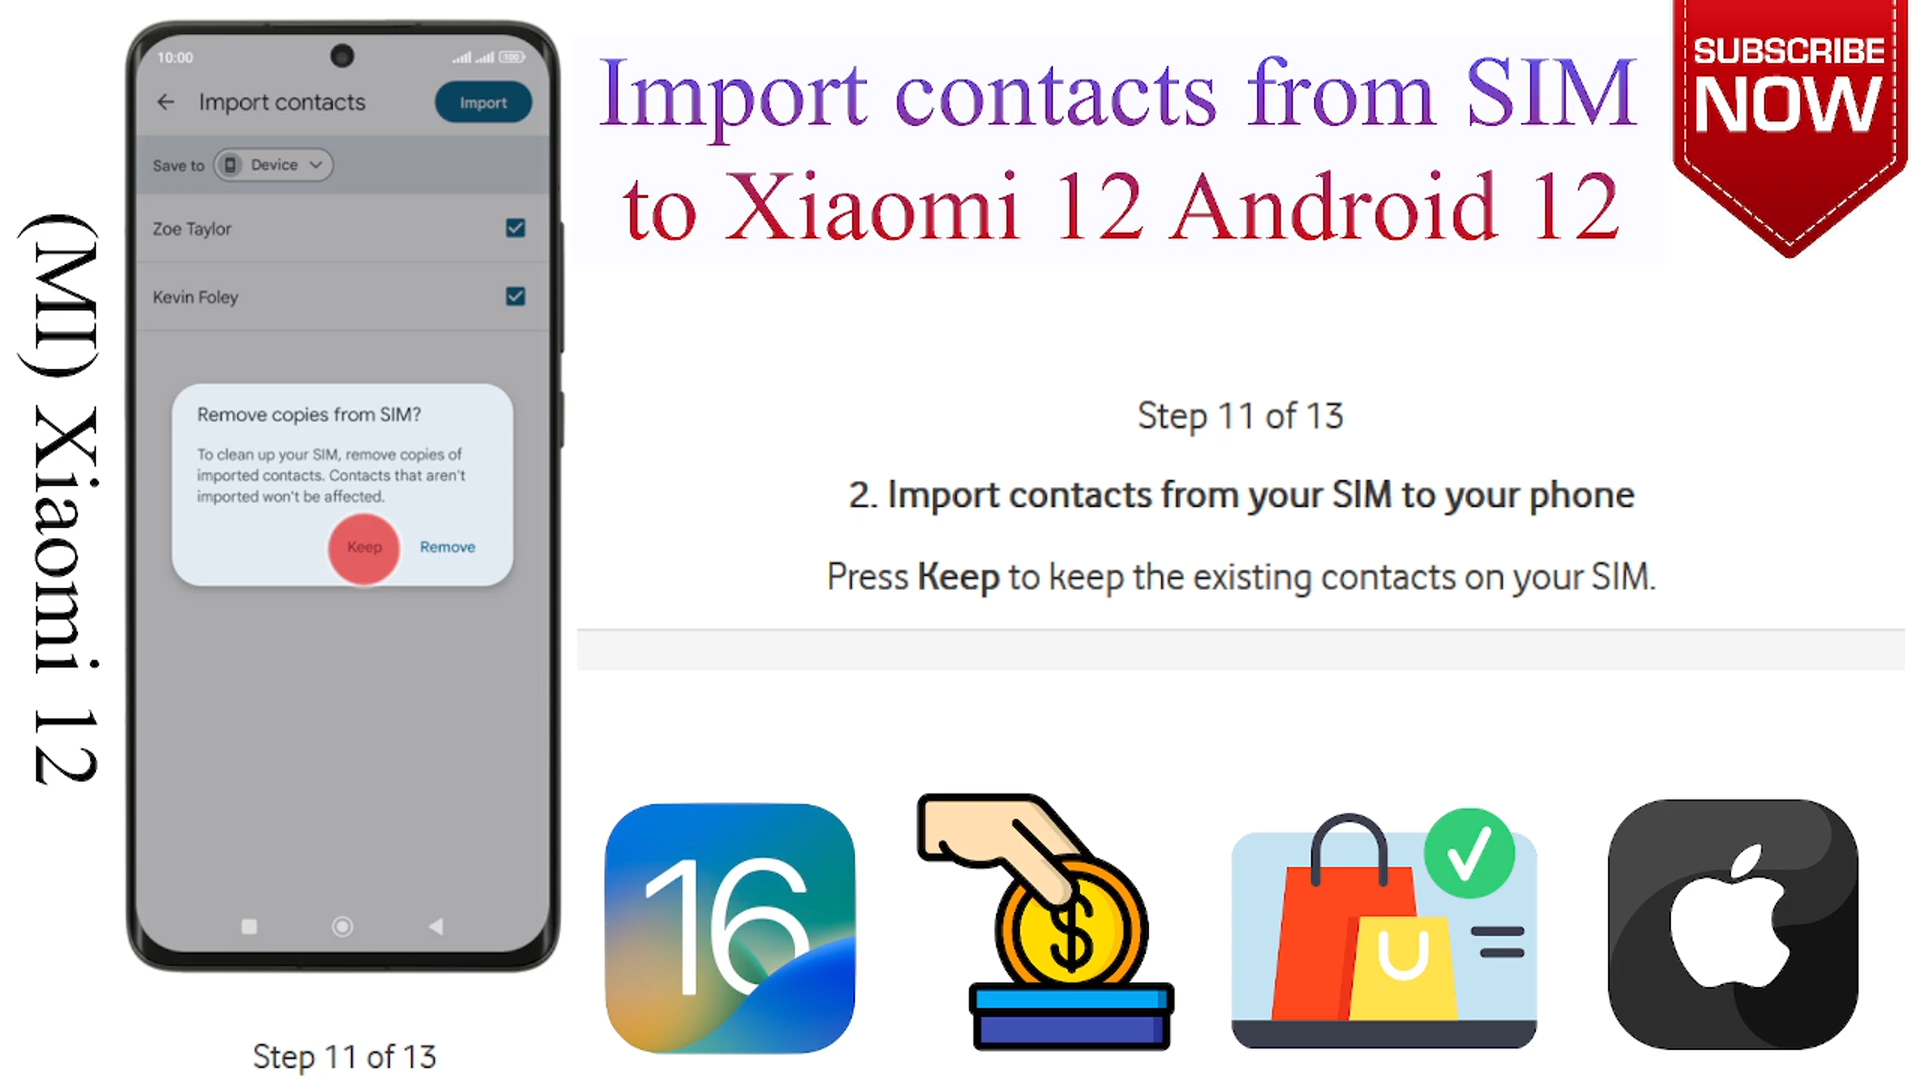 (MI) Xiaomi 12
10:00
100
Import contacts
Import
Save to
Device
Zoe Taylor
Kevin Foley
Remove copies from SIM?
To clean up your SIM, remove copies of
imported contacts. Contacts that aren't
imported won't be affected.
Keep
Remove
Step 11 of 13
Import contacts from SIM
to Xiaomi 12 Android 12
SUBSCRIBE
NOW
Step 11 of 13
2. Import contacts from your SIM to your phone
Press Keep to keep the existing contacts on your SIM.
16
$